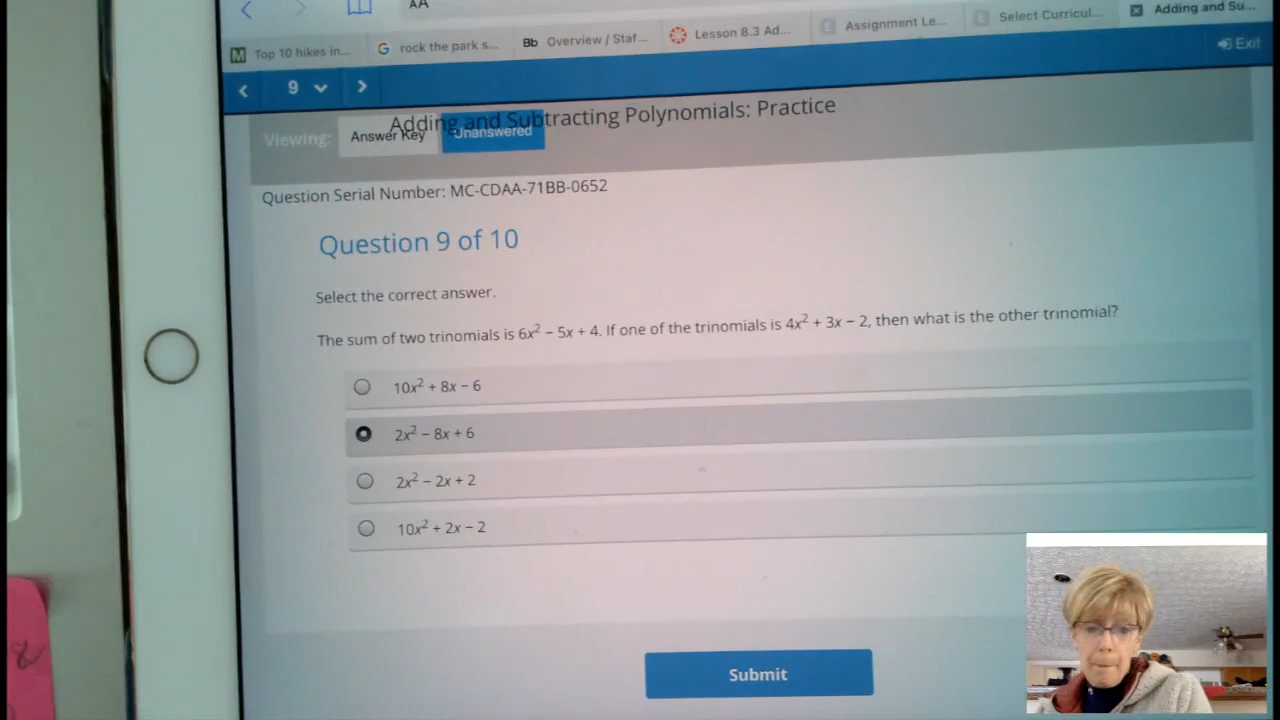 AA
Top 10 hikes in...
rock the park s...
Bb Overview / Staf...
Lesson 8.3 Ad...
Assignment Le...
Select Curricul...
Adding and Su...
9
Exit
Adding and Subtracting Polynomials: Practice
Viewing: Answer Key Unanswered
Question Serial Number: MC-CDAA-71BB-0652
Question 9 of 10
Select the correct answer.
The sum of two trinomials is 6x² − 5x + 4. If one of the trinomials is 4x² + 3x − 2, then what is the other trinomial?
10x² + 8x − 6
2x² − 8x + 6
2x² − 2x + 2
10x² + 2x − 2
Submit